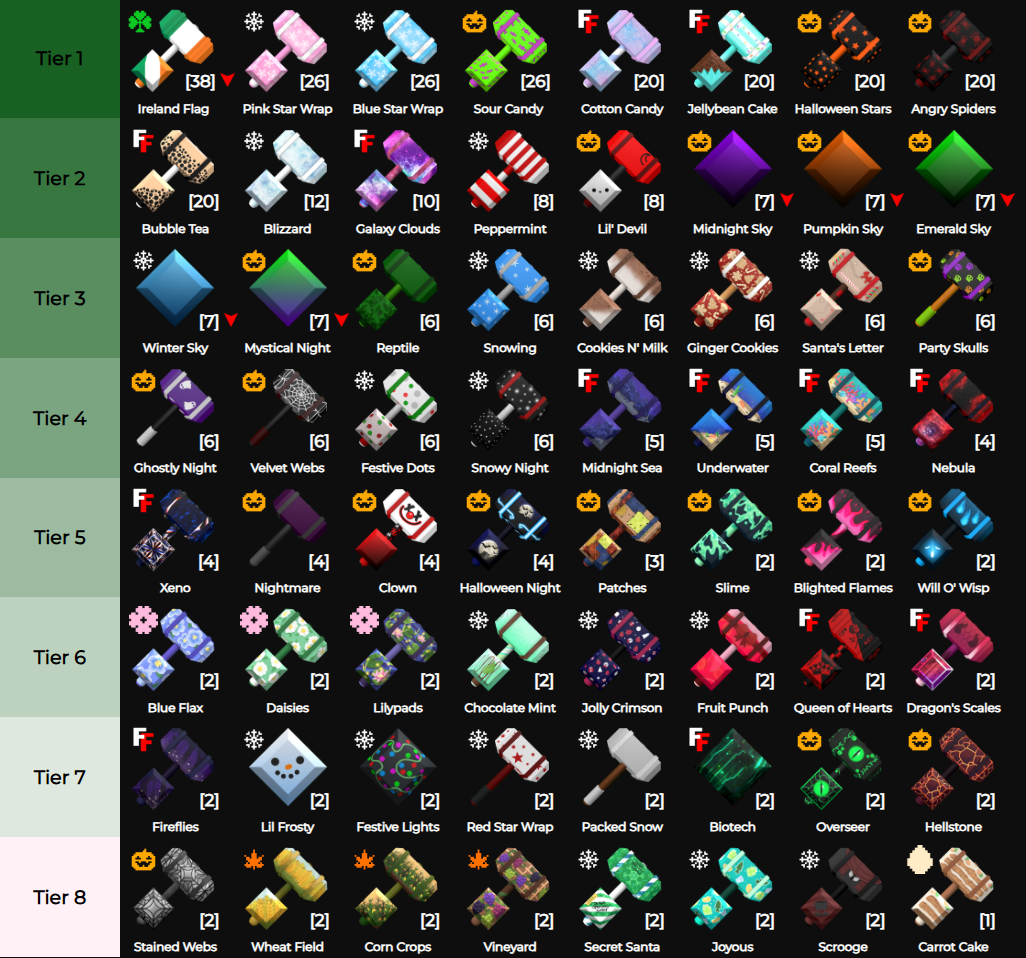 Tier 1
[38] [26] [26] [26] [20] [20] [20] [20]
Ireland Flag Pink Star Wrap Blue Star Wrap Sour Candy Cotton Candy Jellybean Cake Halloween Stars Angry Spiders
Tier 2
[20] [12] [10] [8] [8] [7] [7] [7]
Bubble Tea Blizzard Galaxy Clouds Peppermint Lil' Devil Midnight Sky Pumpkin Sky Emerald Sky
Tier 3
[7] [7] [6] [6] [6] [6] [6] [6]
Winter Sky Mystical Night Reptile Snowing Cookies N' Milk Ginger Cookies Santa's Letter Party Skulls
Tier 4
[6] [6] [6] [6] [5] [5] [5] [4]
Ghostly Night Velvet Webs Festive Dots Snowy Night Midnight Sea Underwater Coral Reefs Nebula
Tier 5
[4] [4] [4] [4] [3] [2] [2] [2]
Xeno Nightmare Clown Halloween Night Patches Slime Blighted Flames Will O' Wisp
Tier 6
[2] [2] [2] [2] [2] [2] [2] [2]
Blue Flax Daisies Lilypads Chocolate Mint Jolly Crimson Fruit Punch Queen of Hearts Dragon's Scales
Tier 7
[2] [2] [2] [2] [2] [2] [2] [2]
Fireflies Lil Frosty Festive Lights Red Star Wrap Packed Snow Biotech Overseer Hellstone
Tier 8
[2] [2] [2] [2] [2] [2] [2] [1]
Stained Webs Wheat Field Corn Crops Vineyard Secret Santa Joyous Scrooge Carrot Cake